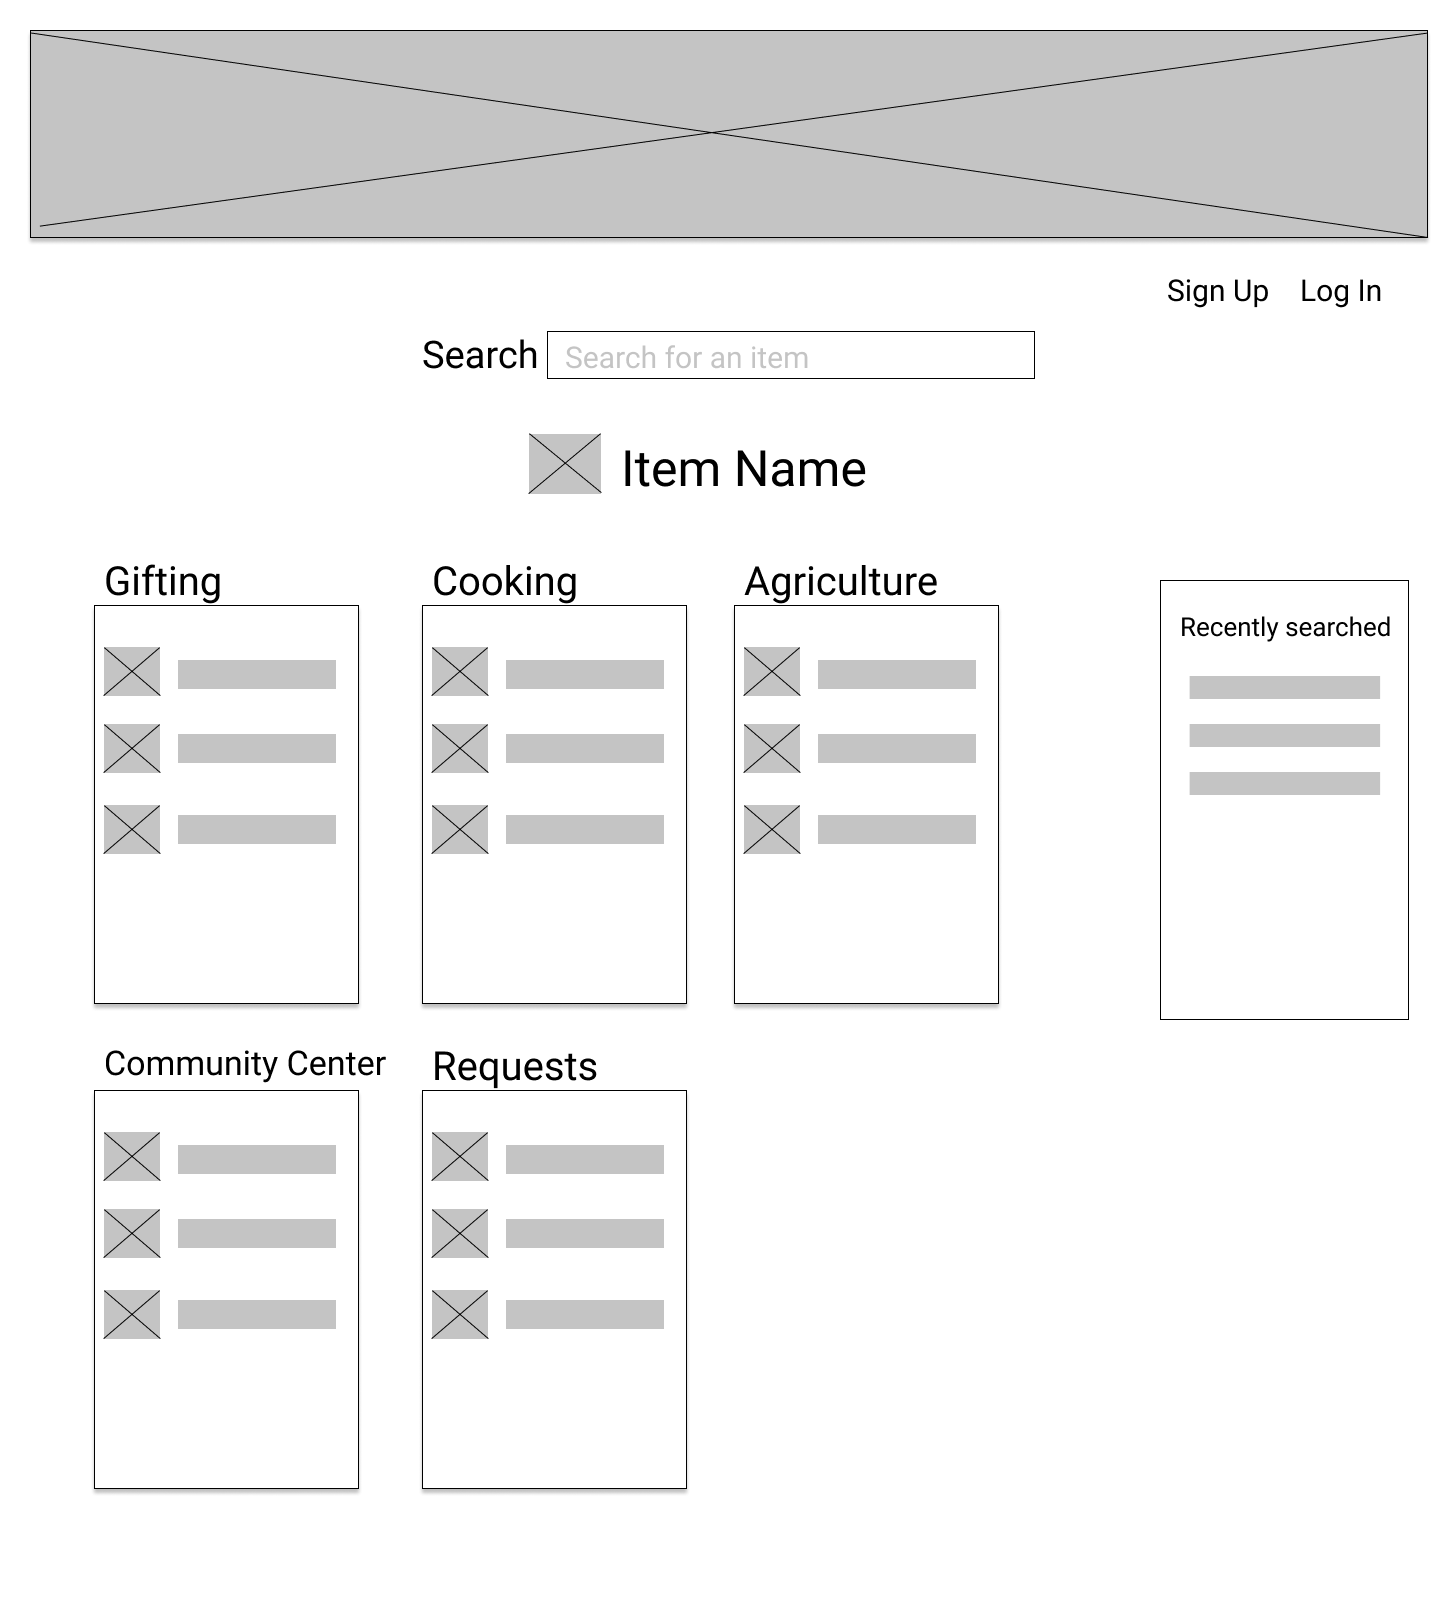 Sign Up Log In
Search Search for an item
Item Name
Gifting Cooking Agriculture
Recently searched
Community Center Requests